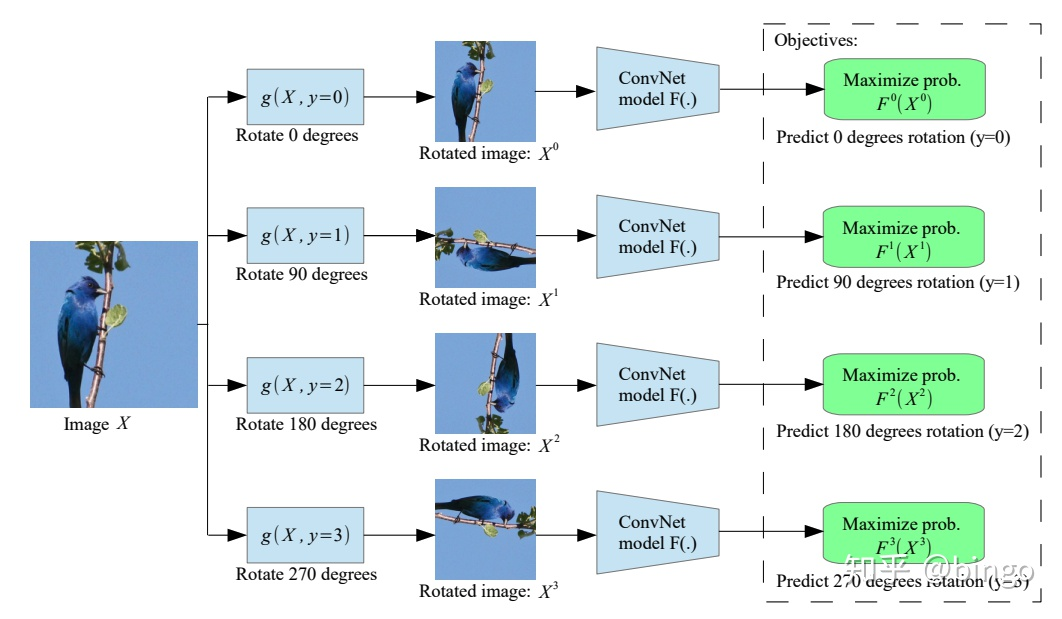 Objectives:
g(X, y=0)
Rotate 0 degrees
Rotated image: X⁰
ConvNet
model F(.)
Maximize prob.
F⁰(X⁰)
Predict 0 degrees rotation (y=0)
g(X, y=1)
Rotate 90 degrees
Rotated image: X¹
ConvNet
model F(.)
Maximize prob.
F¹(X¹)
Predict 90 degrees rotation (y=1)
Image X
g(X, y=2)
Rotate 180 degrees
Rotated image: X²
ConvNet
model F(.)
Maximize prob.
F²(X²)
Predict 180 degrees rotation (y=2)
g(X, y=3)
Rotate 270 degrees
Rotated image: X³
ConvNet
model F(.)
Maximize prob.
F³(X³)
Predict 270 degrees rotation (y=3)
知乎 @bingo